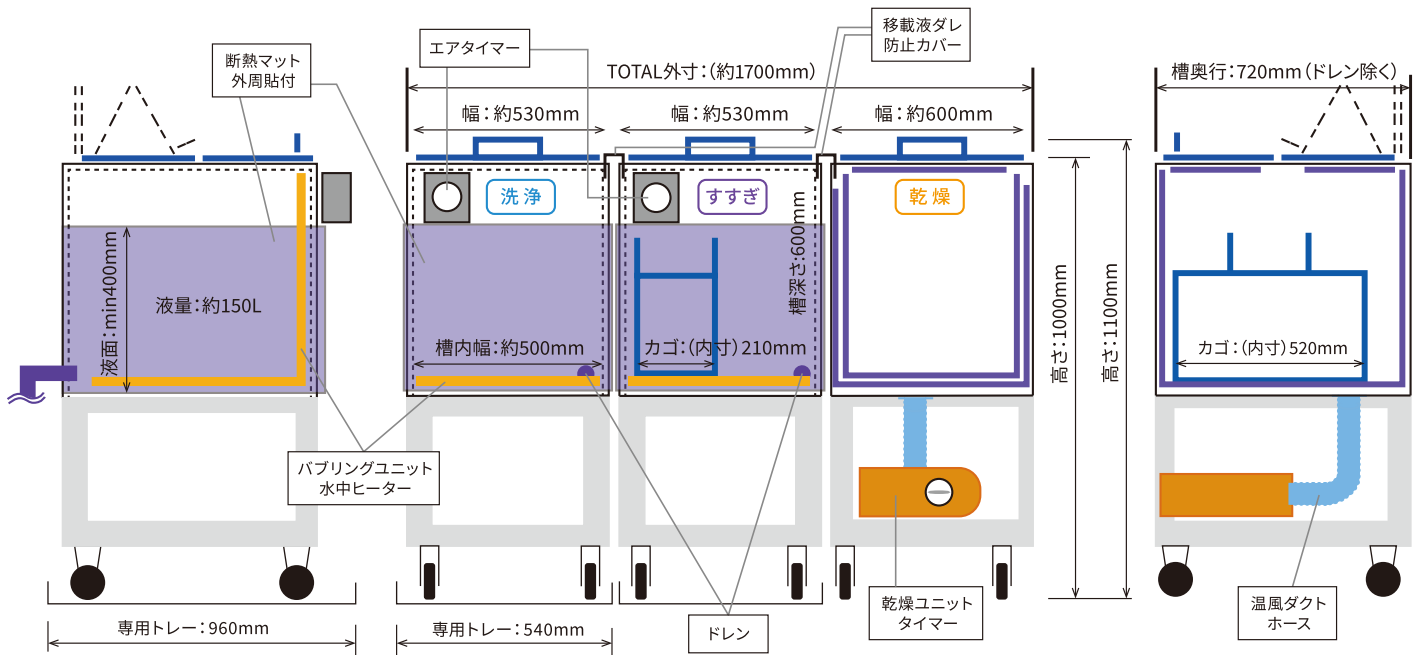 断熱マット
外周貼付
エアタイマー
移載液ダレ
防止カバー
TOTAL外寸：（約1700mm）
槽奥行：720mm（ドレン除く）
幅：約530mm
幅：約530mm
幅：約600mm
洗浄
すすぎ
乾燥
液面：min400mm
液量：約150L
槽深さ：600mm
槽内幅：約500mm
カゴ：（内寸）210mm
高さ：1000mm
高さ：1100mm
カゴ：（内寸）520mm
バブリングユニット
水中ヒーター
乾燥ユニット
タイマー
温風ダクト
ホース
ドレン
専用トレー：960mm
専用トレー：540mm